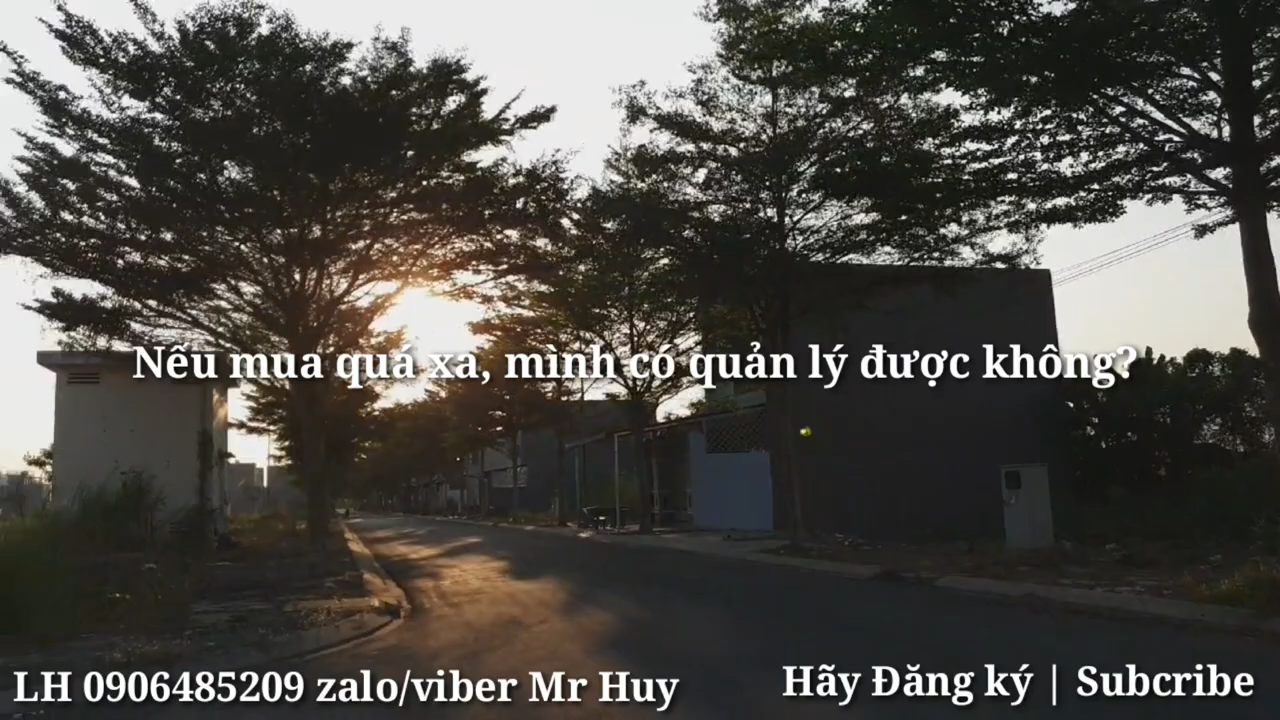 Nếu mua quá xa, mình có quản lý được không?
LH 0906485209 zalo/viber Mr Huy
Hãy Đăng ký | Subcribe